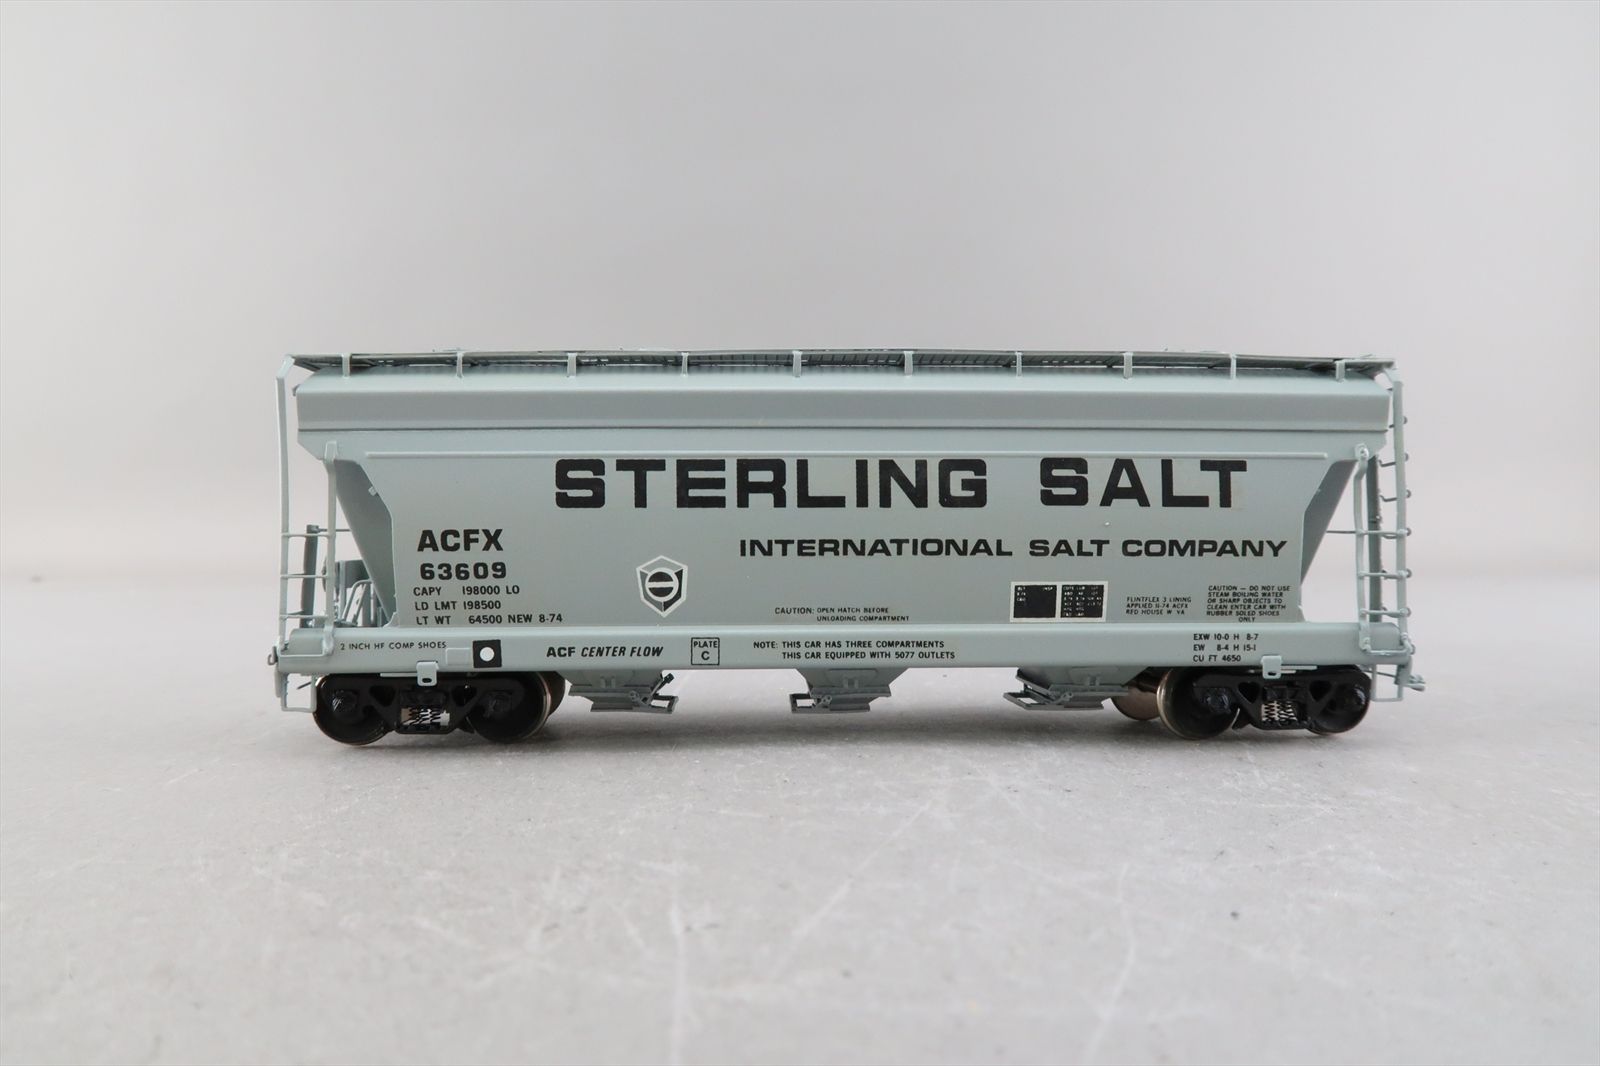 STERLING SALT
INTERNATIONAL SALT COMPANY
ACFX
63609
CAPY 198000 LO
LD LMT 198500
LT WT 64500 NEW 8-74
CAUTION: OPEN HATCH BEFORE
UNLOADING COMPARTMENT
FLINTFLEX 3 LINING
APPLIED 11-74 ACFX
RED HOUSE W VA
CAUTION — DO NOT USE
STEAM BOILING WATER
OR SHARP OBJECTS TO
CLEAN ENTER CAR WITH
RUBBER SOLED SHOES
ONLY
2 INCH HF COMP SHOES
ACF CENTER FLOW
PLATE
C
NOTE: THIS CAR HAS THREE COMPARTMENTS
THIS CAR EQUIPPED WITH 5077 OUTLETS
EXW 10-0 H 8-7
EW 8-4 H 15-1
CU FT 4650